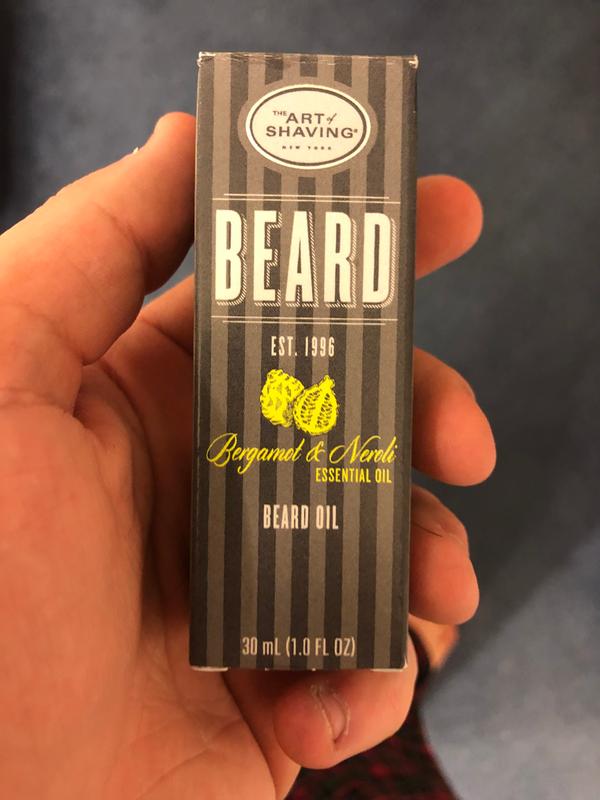 THE ART of
SHAVING®
NEW YORK
BEARD
EST. 1996
Bergamot & Neroli
ESSENTIAL OIL
BEARD OIL
30 mL (1.0 FL OZ)